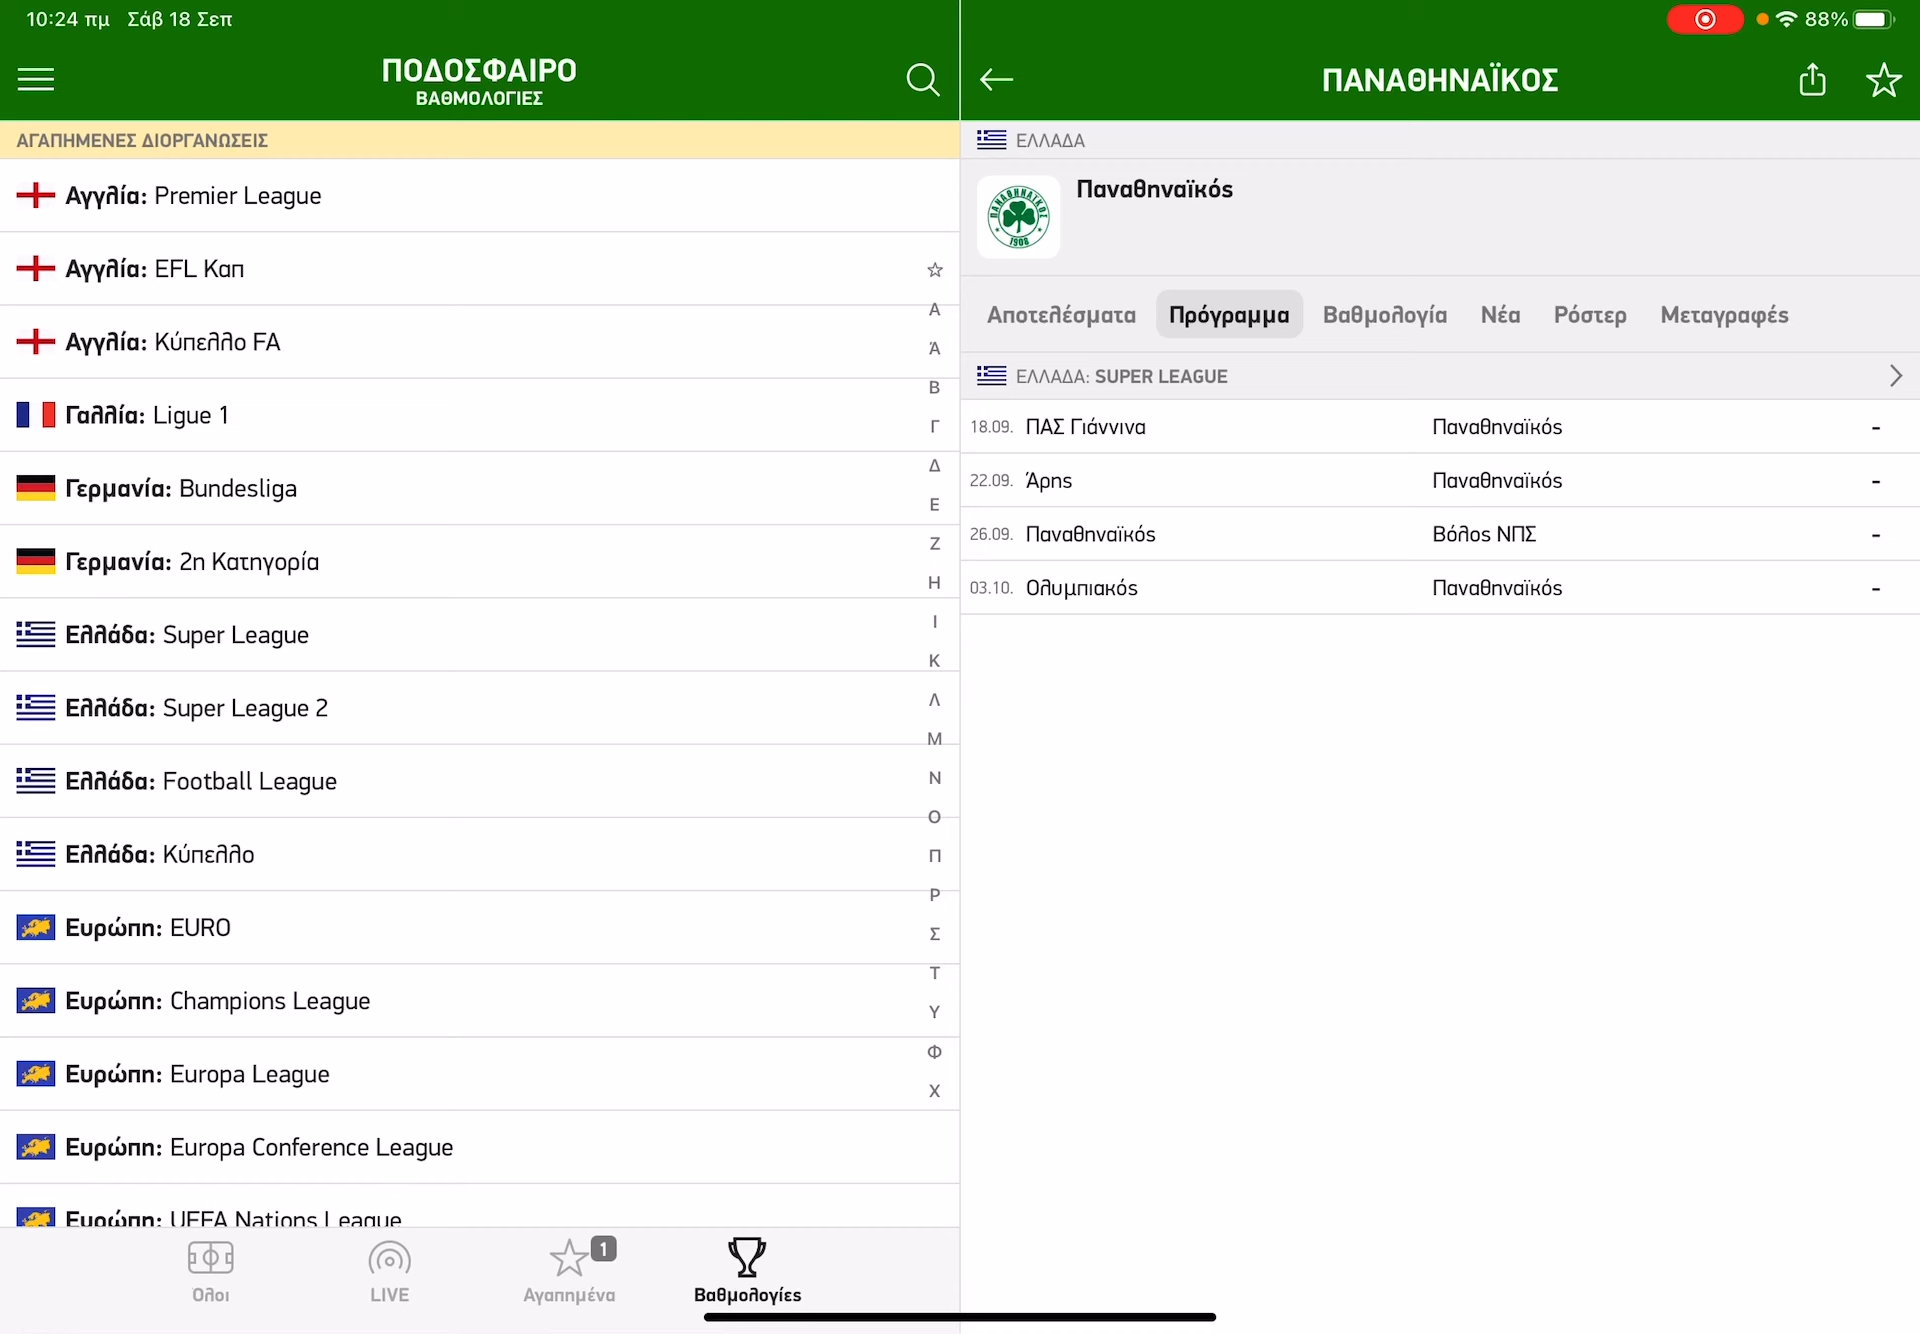 10:24 πμ Σάβ 18 Σεπ
88%
ΠΟΔΟΣΦΑΙΡΟ
ΒΑΘΜΟΛΟΓΙΕΣ
ΑΓΑΠΗΜΕΝΕΣ ΔΙΟΡΓΑΝΩΣΕΙΣ
Αγγλία: Premier League
Αγγλία: EFL Καπ
Αγγλία: Κύπελλο FA
Γαλλία: Ligue 1
Γερμανία: Bundesliga
Γερμανία: 2η Κατηγορία
Ελλάδα: Super League
Ελλάδα: Super League 2
Ελλάδα: Football League
Ελλάδα: Κύπελλο
Ευρώπη: EURO
Ευρώπη: Champions League
Ευρώπη: Europa League
Ευρώπη: Europa Conference League
Ευρώπη: UEFA Nations League
Α
Ά
Β
Γ
Δ
Ε
Ζ
Η
Ι
Κ
Λ
Μ
Ν
Ο
Π
Ρ
Σ
Τ
Υ
Φ
Χ
Όλοι
LIVE
1
Αγαπημένα
Βαθμολογίες
ΠΑΝΑΘΗΝΑΪΚΟΣ
ΕΛΛΑΔΑ
ΠΑΝΑΘΗΝΑΪΚΟΣ
1908
Παναθηναϊκός
Αποτελέσματα Πρόγραμμα Βαθμολογία Νέα Ρόστερ Μεταγραφές
ΕΛΛΑΔΑ: SUPER LEAGUE
18.09. ΠΑΣ Γιάννινα Παναθηναϊκός -
22.09. Άρης Παναθηναϊκός -
26.09. Παναθηναϊκός Βόλος ΝΠΣ -
03.10. Ολυμπιακός Παναθηναϊκός -